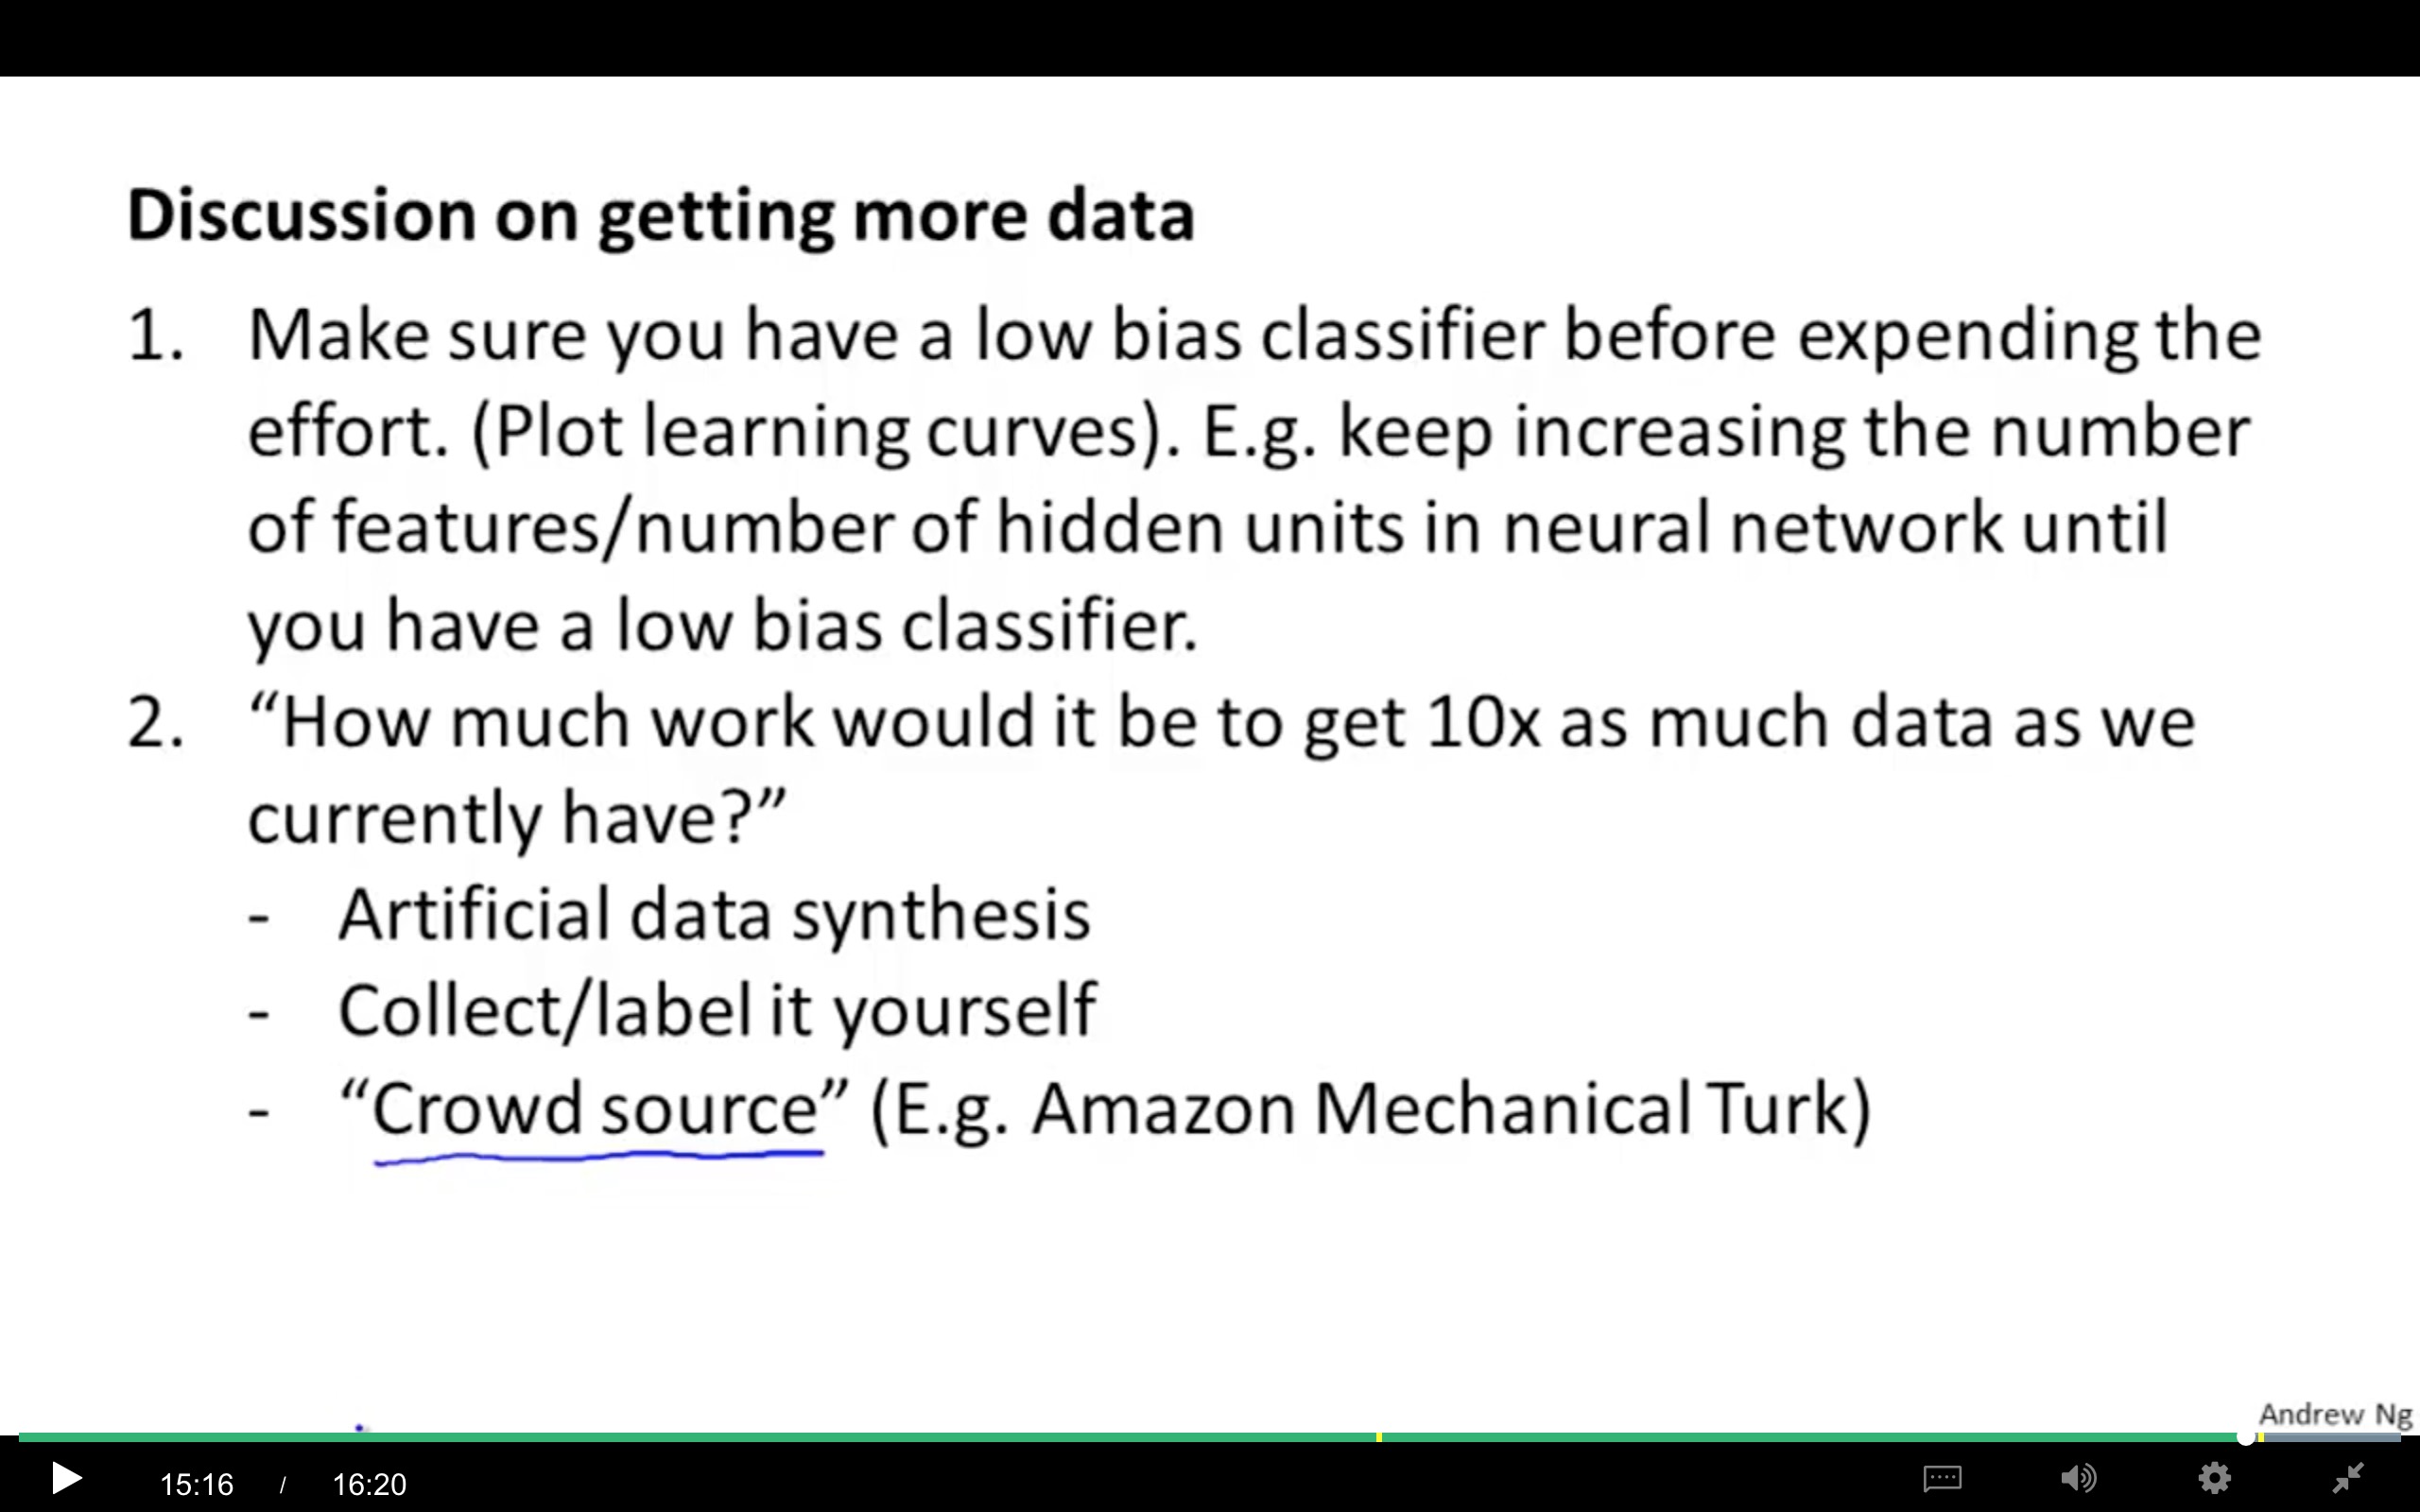 Discussion on getting more data
1. Make sure you have a low bias classifier before expending the
effort. (Plot learning curves). E.g. keep increasing the number
of features/number of hidden units in neural network until
you have a low bias classifier.
2. “How much work would it be to get 10x as much data as we
currently have?”
- Artificial data synthesis
- Collect/label it yourself
- “Crowd source” (E.g. Amazon Mechanical Turk)
Andrew Ng
15:16 / 16:20